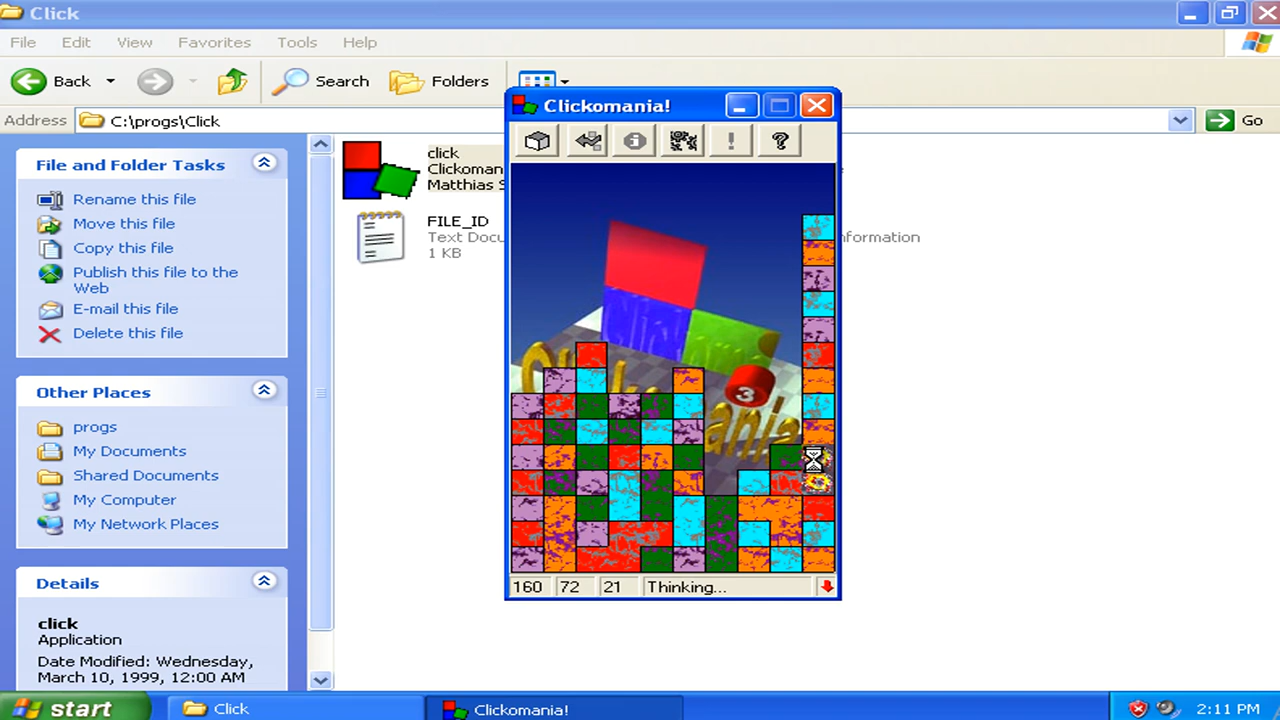 Click
File Edit View Favorites Tools Help
Back Search Folders
Address C:\progs\Click Go
File and Folder Tasks
Rename this file
Move this file
Copy this file
Publish this file to the
Web
E-mail this file
Delete this file
Other Places
progs
My Documents
Shared Documents
My Computer
My Network Places
Details
click
Application
Date Modified: Wednesday,
March 10, 1999, 12:00 AM
click
Clickoman
Matthias S
FILE_ID
Text Docu
1 KB
ormation
Clickomania!
3
160 72 21 Thinking...
start Click Clickomania! 2:11 PM